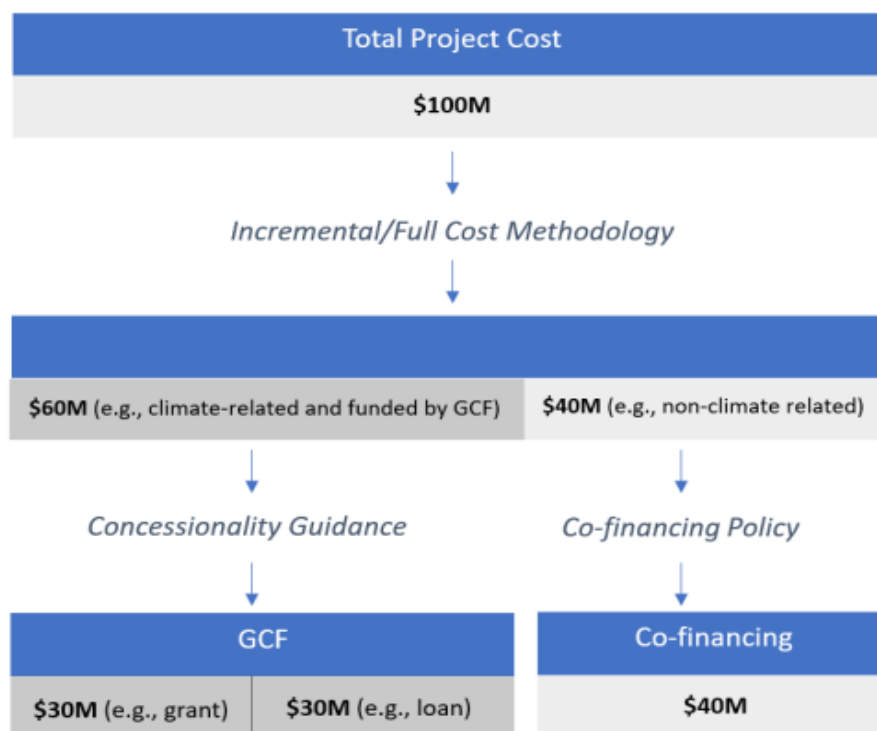 Total Project Cost
$100M
Incremental/Full Cost Methodology
$60M (e.g., climate-related and funded by GCF)
$40M (e.g., non-climate related)
Concessionality Guidance
Co-financing Policy
GCF
Co-financing
$30M (e.g., grant)
$30M (e.g., loan)
$40M